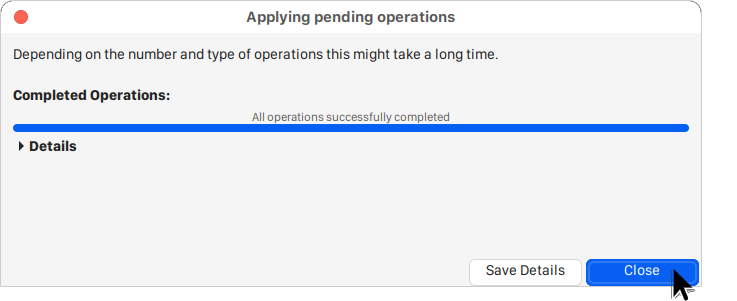 Applying pending operations
Depending on the number and type of operations this might take a long time.
Completed Operations:
All operations successfully completed
Details
Save Details
Close